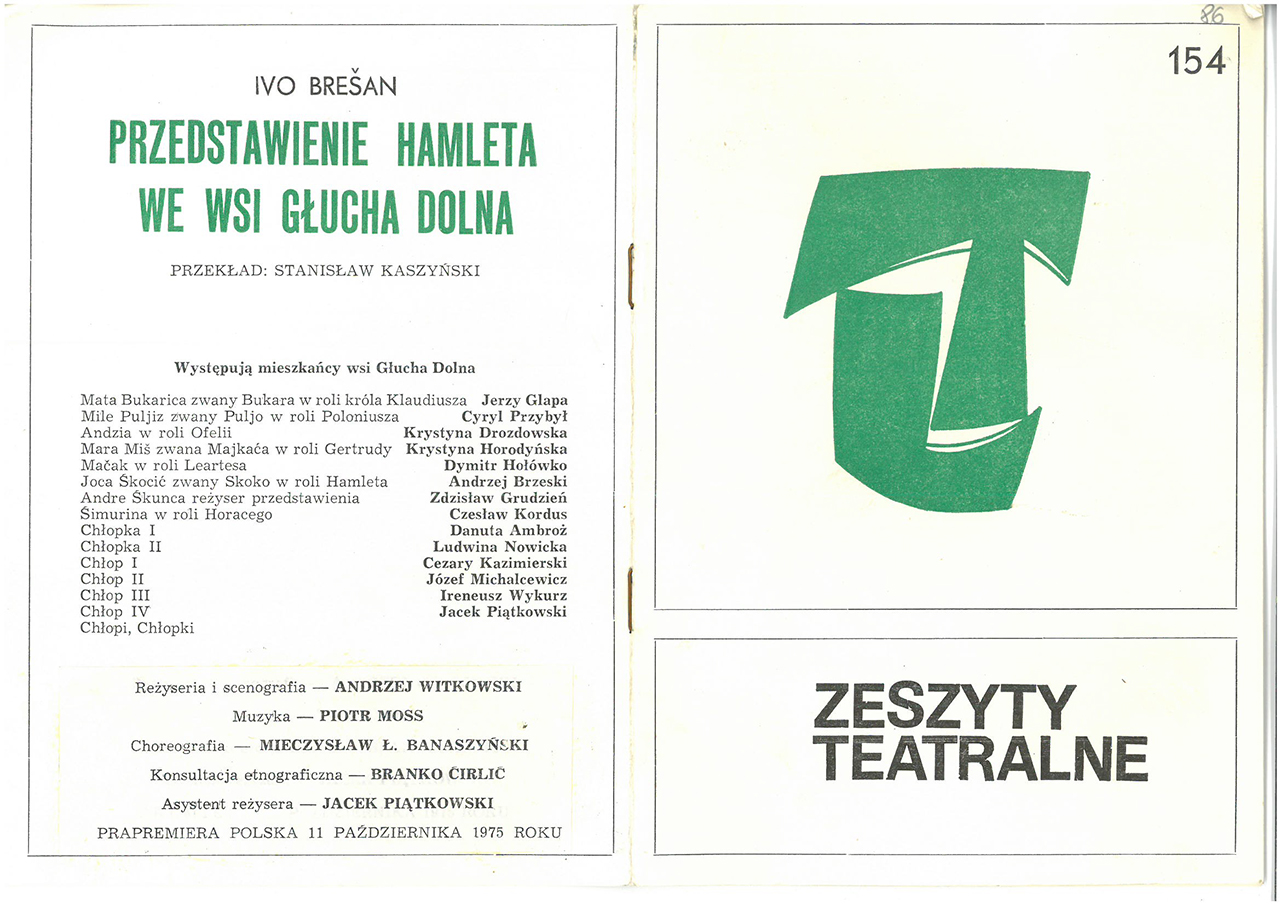 IVO BREŠAN
PRZEDSTAWIENIE HAMLETA
WE WSI GŁUCHA DOLNA
PRZEKŁAD: STANISŁAW KASZYŃSKI
Występują mieszkańcy wsi Głucha Dolna
Mata Bukarica zwany Bukara w roli króla Klaudiusza Jerzy Glapa
Mile Puljiz zwany Puljo w roli Poloniusza Cyryl Przybył
Andzia w roli Ofelii Krystyna Drozdowska
Mara Miš zwana Majkaća w roli Gertrudy Krystyna Horodyńska
Mačak w roli Leartesa Dymitr Hołówko
Joca Škocić zwany Skoko w roli Hamleta Andrzej Brzeski
Andre Škunca reżyser przedstawienia Zdzisław Grudzień
Šimurina w roli Horacego Czesław Kordus
Chłopka I Danuta Ambroż
Chłopka II Ludwina Nowicka
Chłop I Cezary Kazimierski
Chłop II Józef Michalcewicz
Chłop III Ireneusz Wykurz
Chłop IV Jacek Piątkowski
Chłopi, Chłopki
Reżyseria i scenografia — ANDRZEJ WITKOWSKI
Muzyka — PIOTR MOSS
Choreografia — MIECZYSŁAW Ł. BANASZYŃSKI
Konsultacja etnograficzna — BRANKO ĆIRLIĆ
Asystent reżysera — JACEK PIĄTKOWSKI
PRAPREMIERA POLSKA 11 PAŹDZIERNIKA 1975 ROKU
86
154
ZESZYTY
TEATRALNE